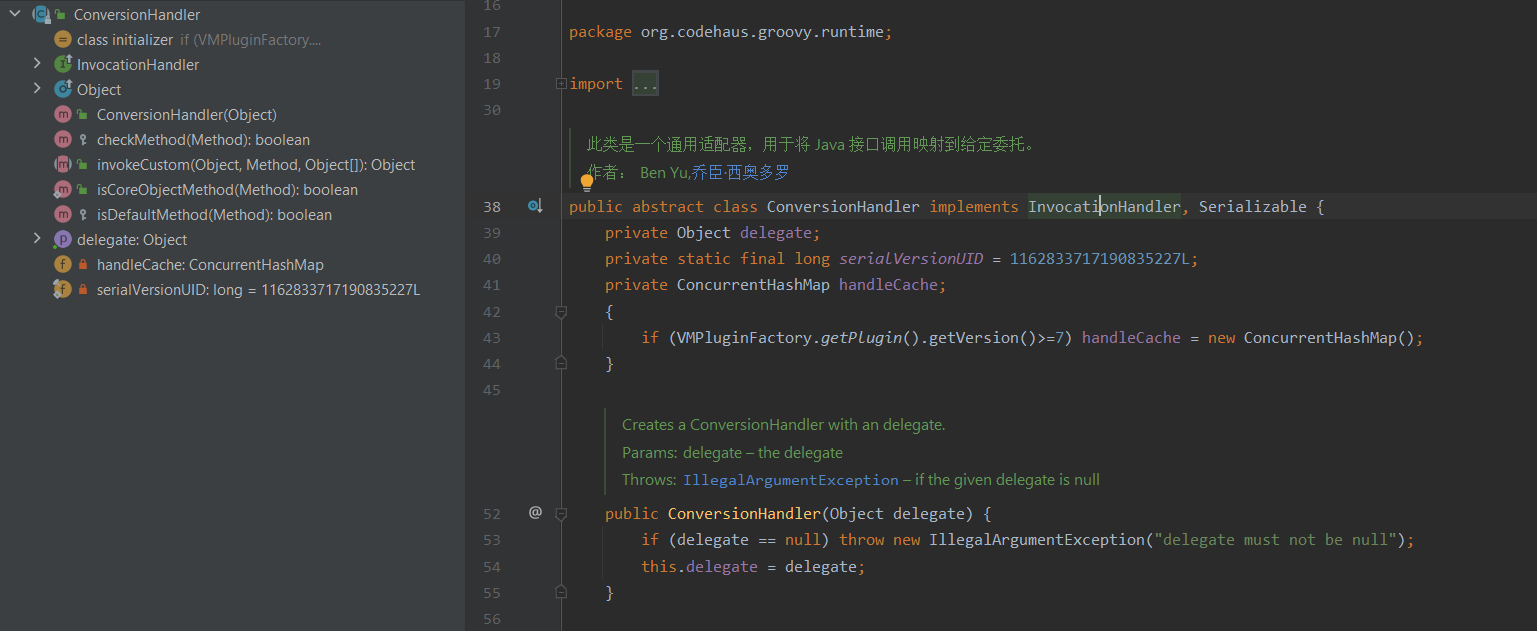 ConversionHandler
class initializer if (VMPluginFactory....
InvocationHandler
Object
ConversionHandler(Object)
checkMethod(Method): boolean
invokeCustom(Object, Method, Object[]): Object
isCoreObjectMethod(Method): boolean
isDefaultMethod(Method): boolean
delegate: Object
handleCache: ConcurrentHashMap
serialVersionUID: long = 1162833717190835227L
16
17 package org.codehaus.groovy.runtime;
18
19 import ...
30
此类是一个通用适配器，用于将 Java 接口调用映射到给定委托。
作者： Ben Yu,乔臣·西奥多罗
38 public abstract class ConversionHandler implements InvocationHandler, Serializable {
39 private Object delegate;
40 private static final long serialVersionUID = 1162833717190835227L;
41 private ConcurrentHashMap handleCache;
42 {
43 if (VMPluginFactory.getPlugin().getVersion()>=7) handleCache = new ConcurrentHashMap();
44 }
45
Creates a ConversionHandler with an delegate.
Params: delegate – the delegate
Throws: IllegalArgumentException – if the given delegate is null
52 @ public ConversionHandler(Object delegate) {
53 if (delegate == null) throw new IllegalArgumentException("delegate must not be null");
54 this.delegate = delegate;
55 }
56